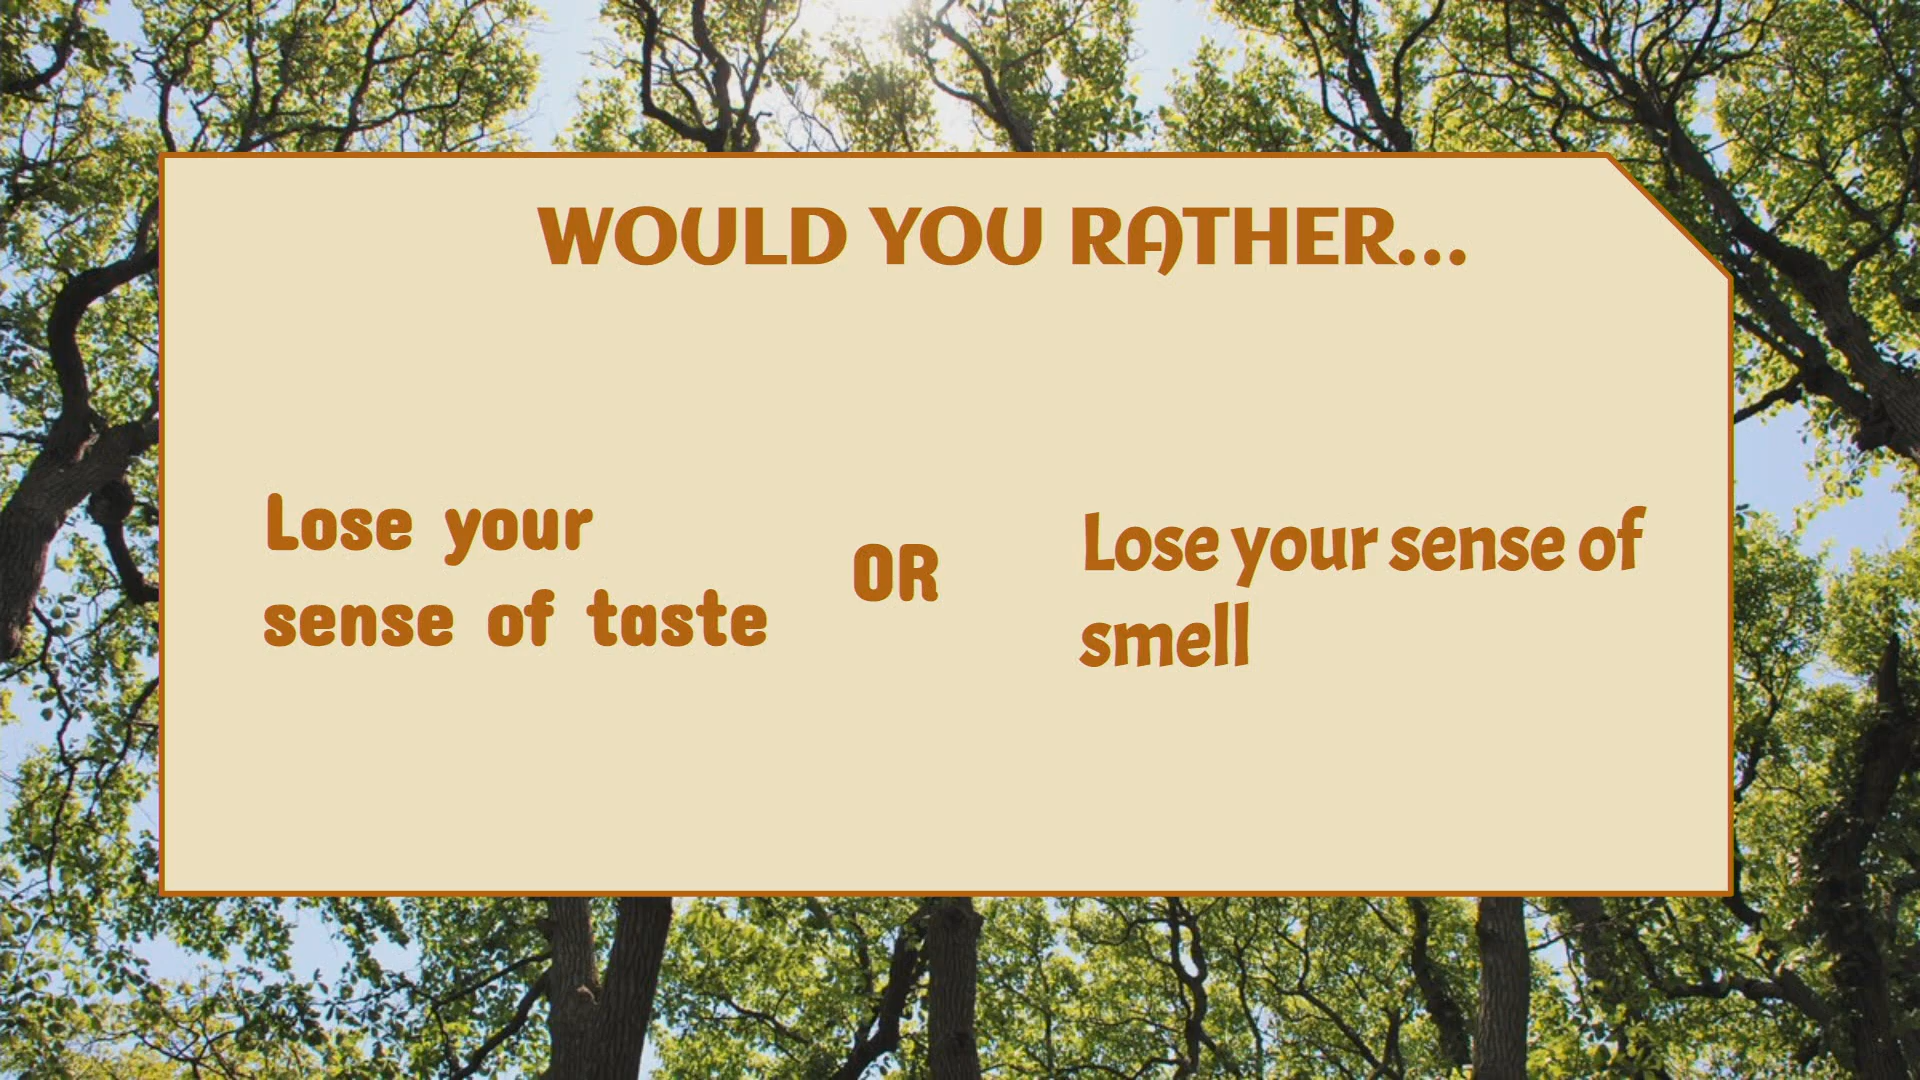 WOULD YOU RATHER...
Lose your
sense of taste
OR
Lose your sense of
smell